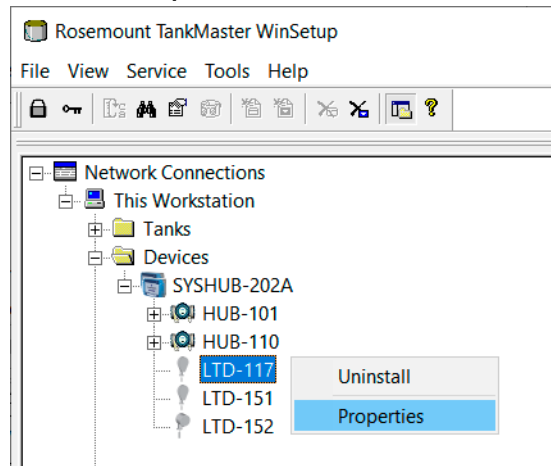 Rosemount TankMaster WinSetup
File View Service Tools Help
Network Connections
This Workstation
Tanks
Devices
SYSHUB-202A
HUB-101
HUB-110
LTD-117
Uninstall
LTD-151
Properties
LTD-152